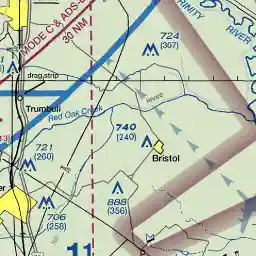 MODE C & ADS-B
30 NM
TRINITY
RIVER
724
(307)
drag strip
Trumbull
Red Oak Creek
levee
740
(240)
Bristol
721
(260)
706
(258)
888
(356)
11